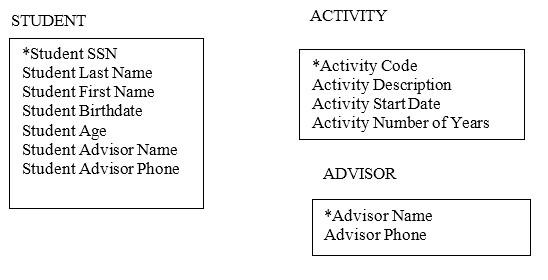 STUDENT
*Student SSN
Student Last Name
Student First Name
Student Birthdate
Student Age
Student Advisor Name
Student Advisor Phone
ACTIVITY
*Activity Code
Activity Description
Activity Start Date
Activity Number of Years
ADVISOR
*Advisor Name
Advisor Phone